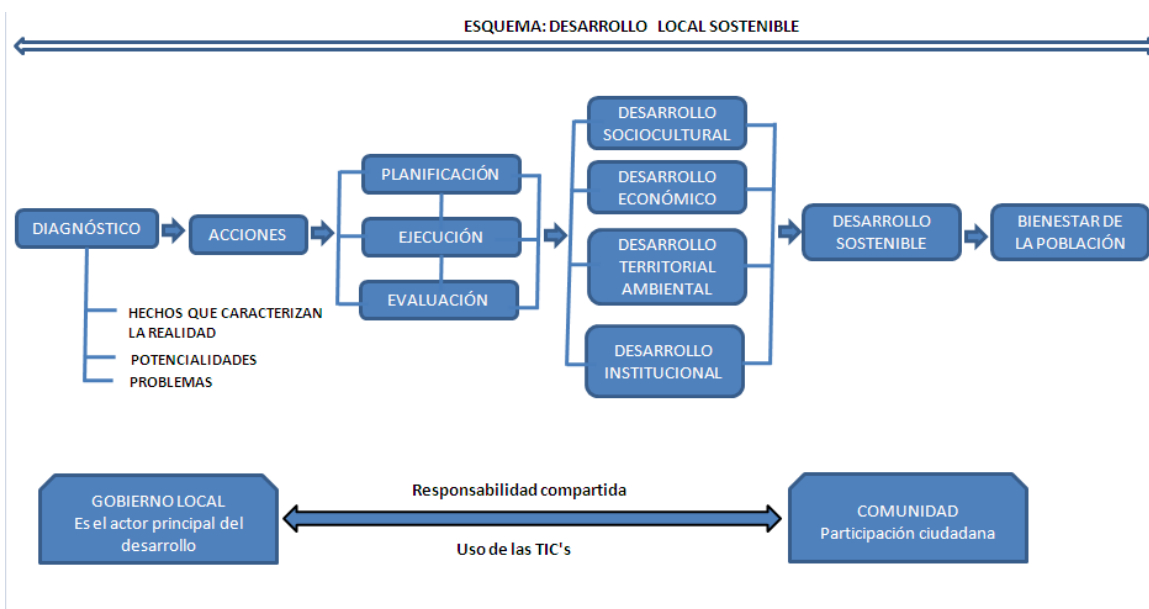 ESQUEMA: DESARROLLO LOCAL SOSTENIBLE
DIAGNÓSTICO
HECHOS QUE CARACTERIZAN
LA REALIDAD
POTENCIALIDADES
PROBLEMAS
ACCIONES
PLANIFICACIÓN
EJECUCIÓN
EVALUACIÓN
DESARROLLO
SOCIOCULTURAL
DESARROLLO
ECONÓMICO
DESARROLLO
TERRITORIAL
AMBIENTAL
DESARROLLO
INSTITUCIONAL
DESARROLLO
SOSTENIBLE
BIENESTAR DE
LA POBLACIÓN
GOBIERNO LOCAL
Es el actor principal del
desarrollo
Responsabilidad compartida
Uso de las TIC's
COMUNIDAD
Participación ciudadana